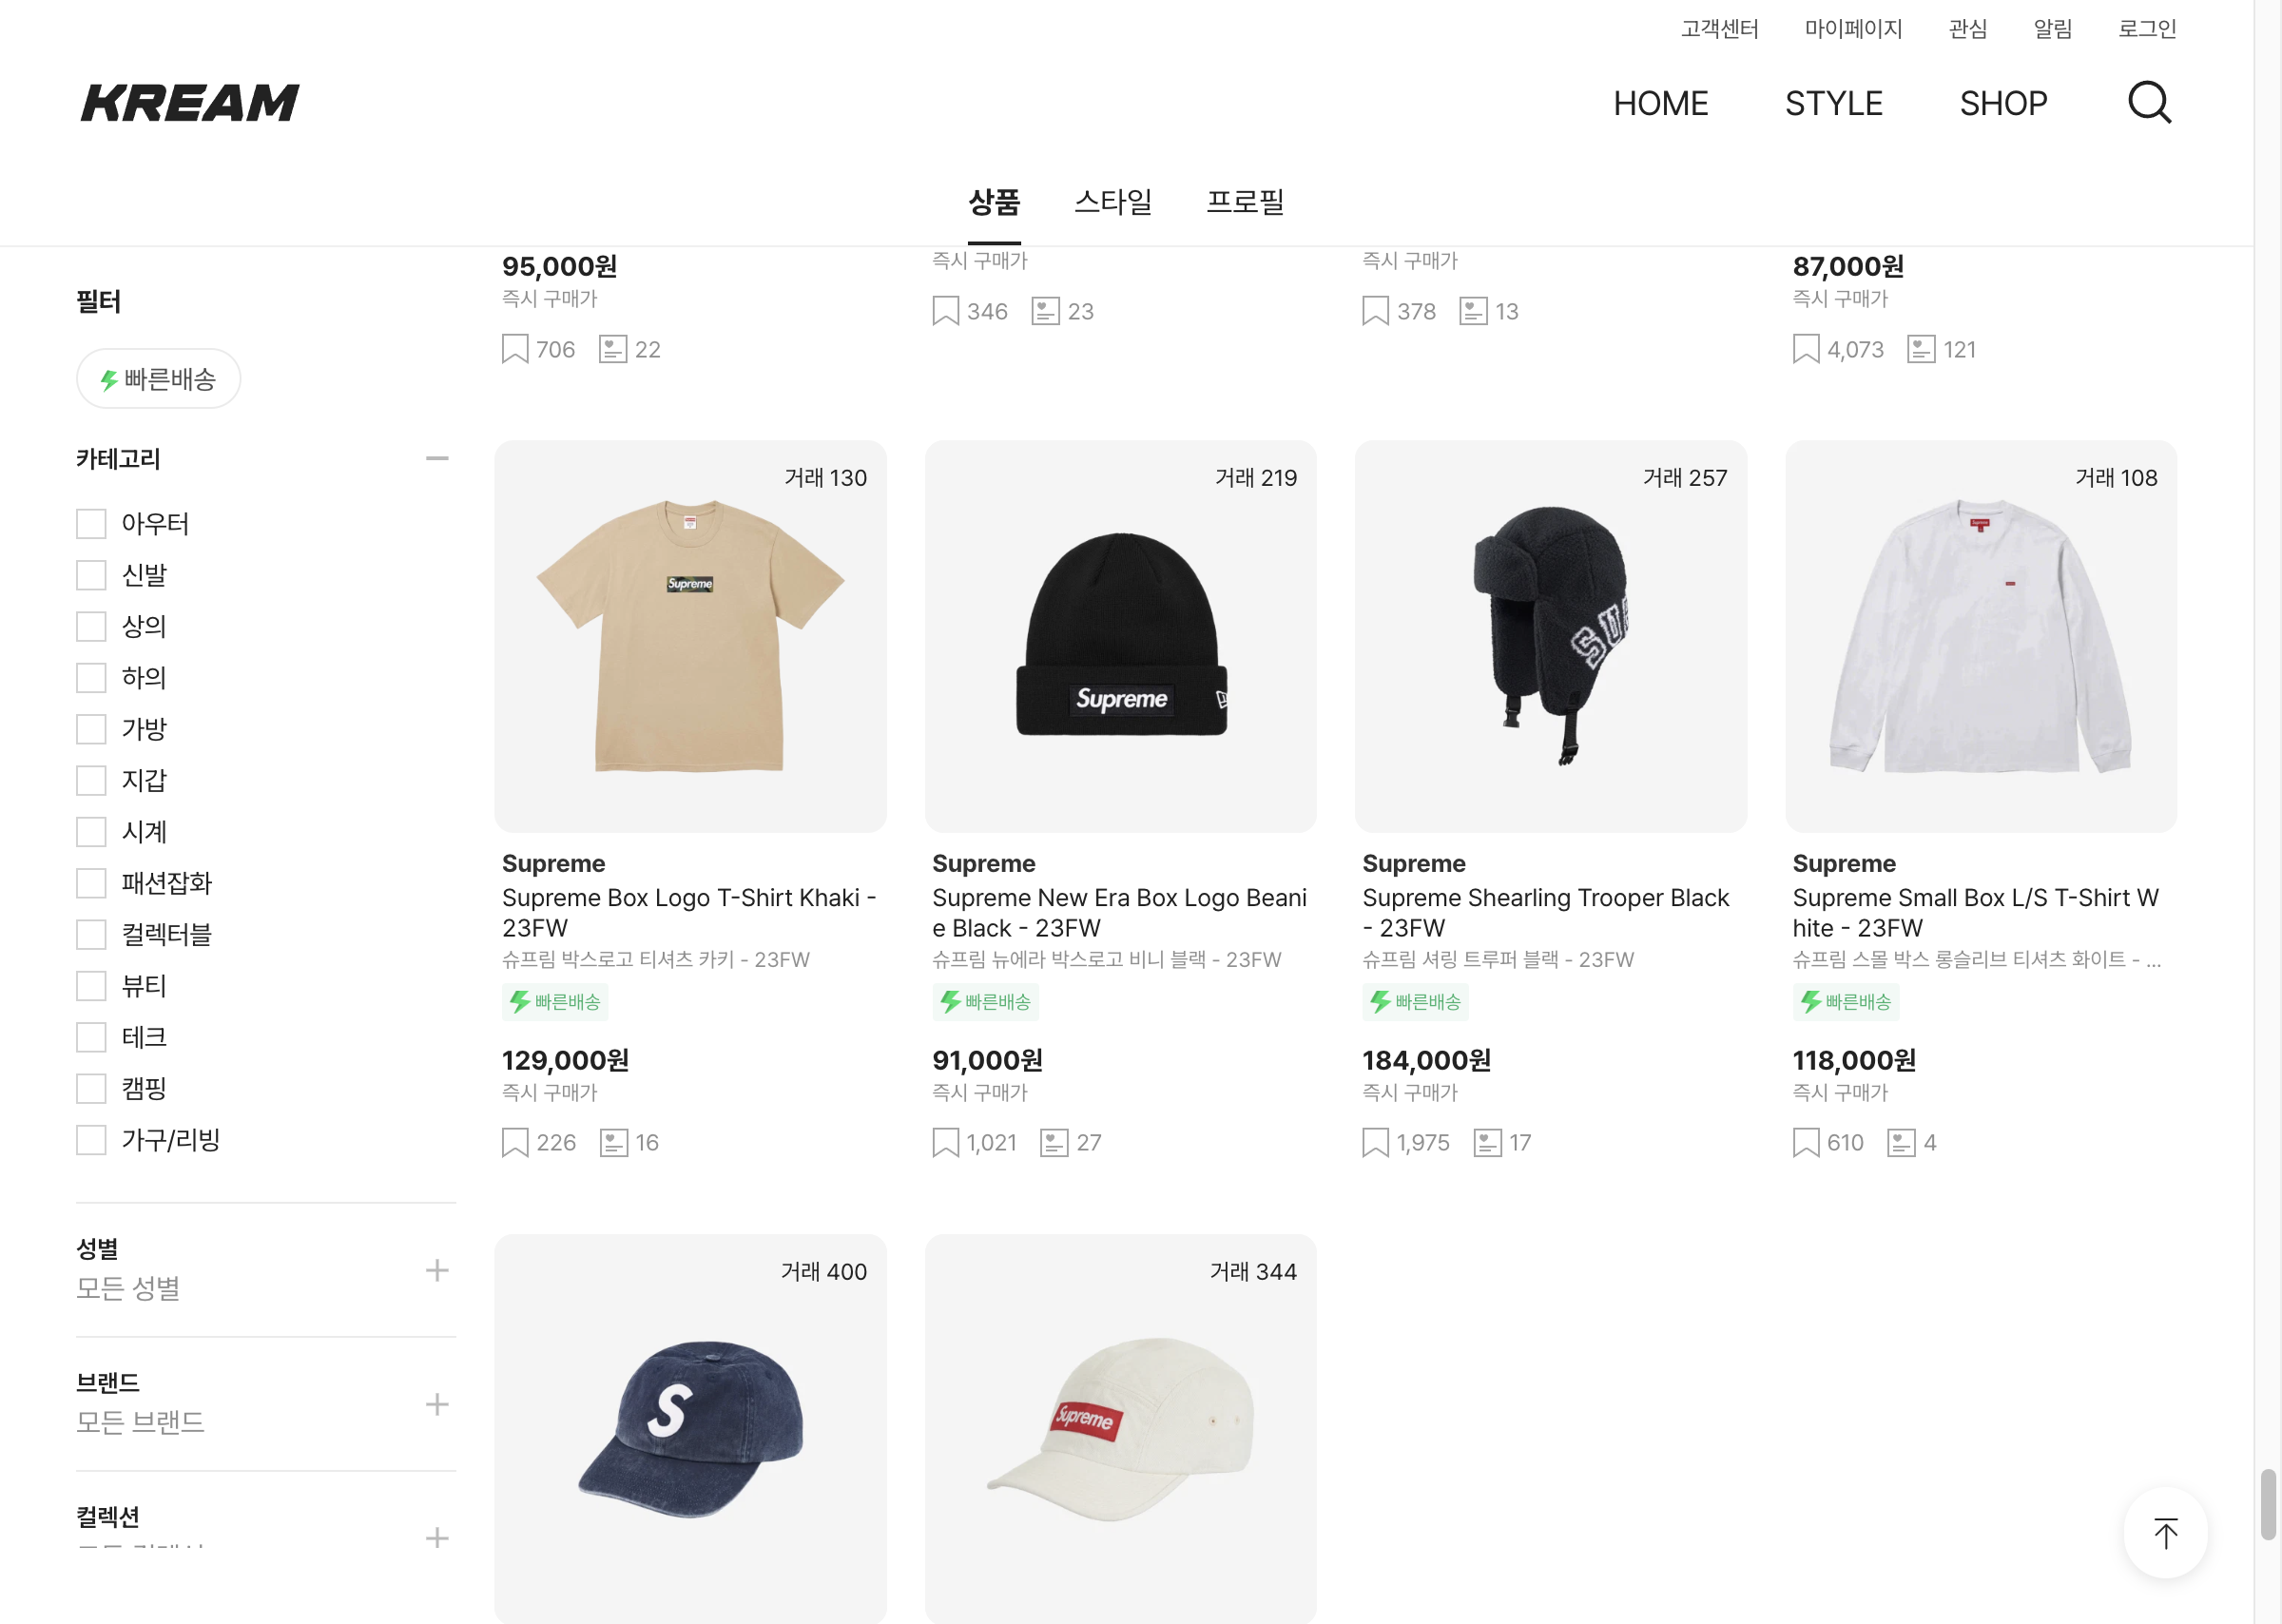 고객센터 마이페이지 관심 알림 로그인
KREAM
HOME STYLE SHOP
상품 스타일 프로필
필터
빠른배송
카테고리
아우터
신발
상의
하의
가방
지갑
시계
패션잡화
컬렉터블
뷰티
테크
캠핑
가구/리빙
성별
모든 성별
브랜드
모든 브랜드
컬렉션
95,000원
즉시 구매가
706 22
즉시 구매가
346 23
즉시 구매가
378 13
87,000원
즉시 구매가
4,073 121
거래 130
Supreme
Supreme
Supreme Box Logo T-Shirt Khaki -
23FW
슈프림 박스로고 티셔츠 카키 - 23FW
빠른배송
129,000원
즉시 구매가
226 16
거래 219
Supreme
Supreme
Supreme New Era Box Logo Beani
e Black - 23FW
슈프림 뉴에라 박스로고 비니 블랙 - 23FW
빠른배송
91,000원
즉시 구매가
1,021 27
거래 257
SU
Supreme
Supreme Shearling Trooper Black
- 23FW
슈프림 셔링 트루퍼 블랙 - 23FW
빠른배송
184,000원
즉시 구매가
1,975 17
거래 108
Supreme
Supreme
Supreme Small Box L/S T-Shirt W
hite - 23FW
슈프림 스몰 박스 롱슬리브 티셔츠 화이트 - ...
빠른배송
118,000원
즉시 구매가
610 4
거래 400
S
거래 344
Supreme